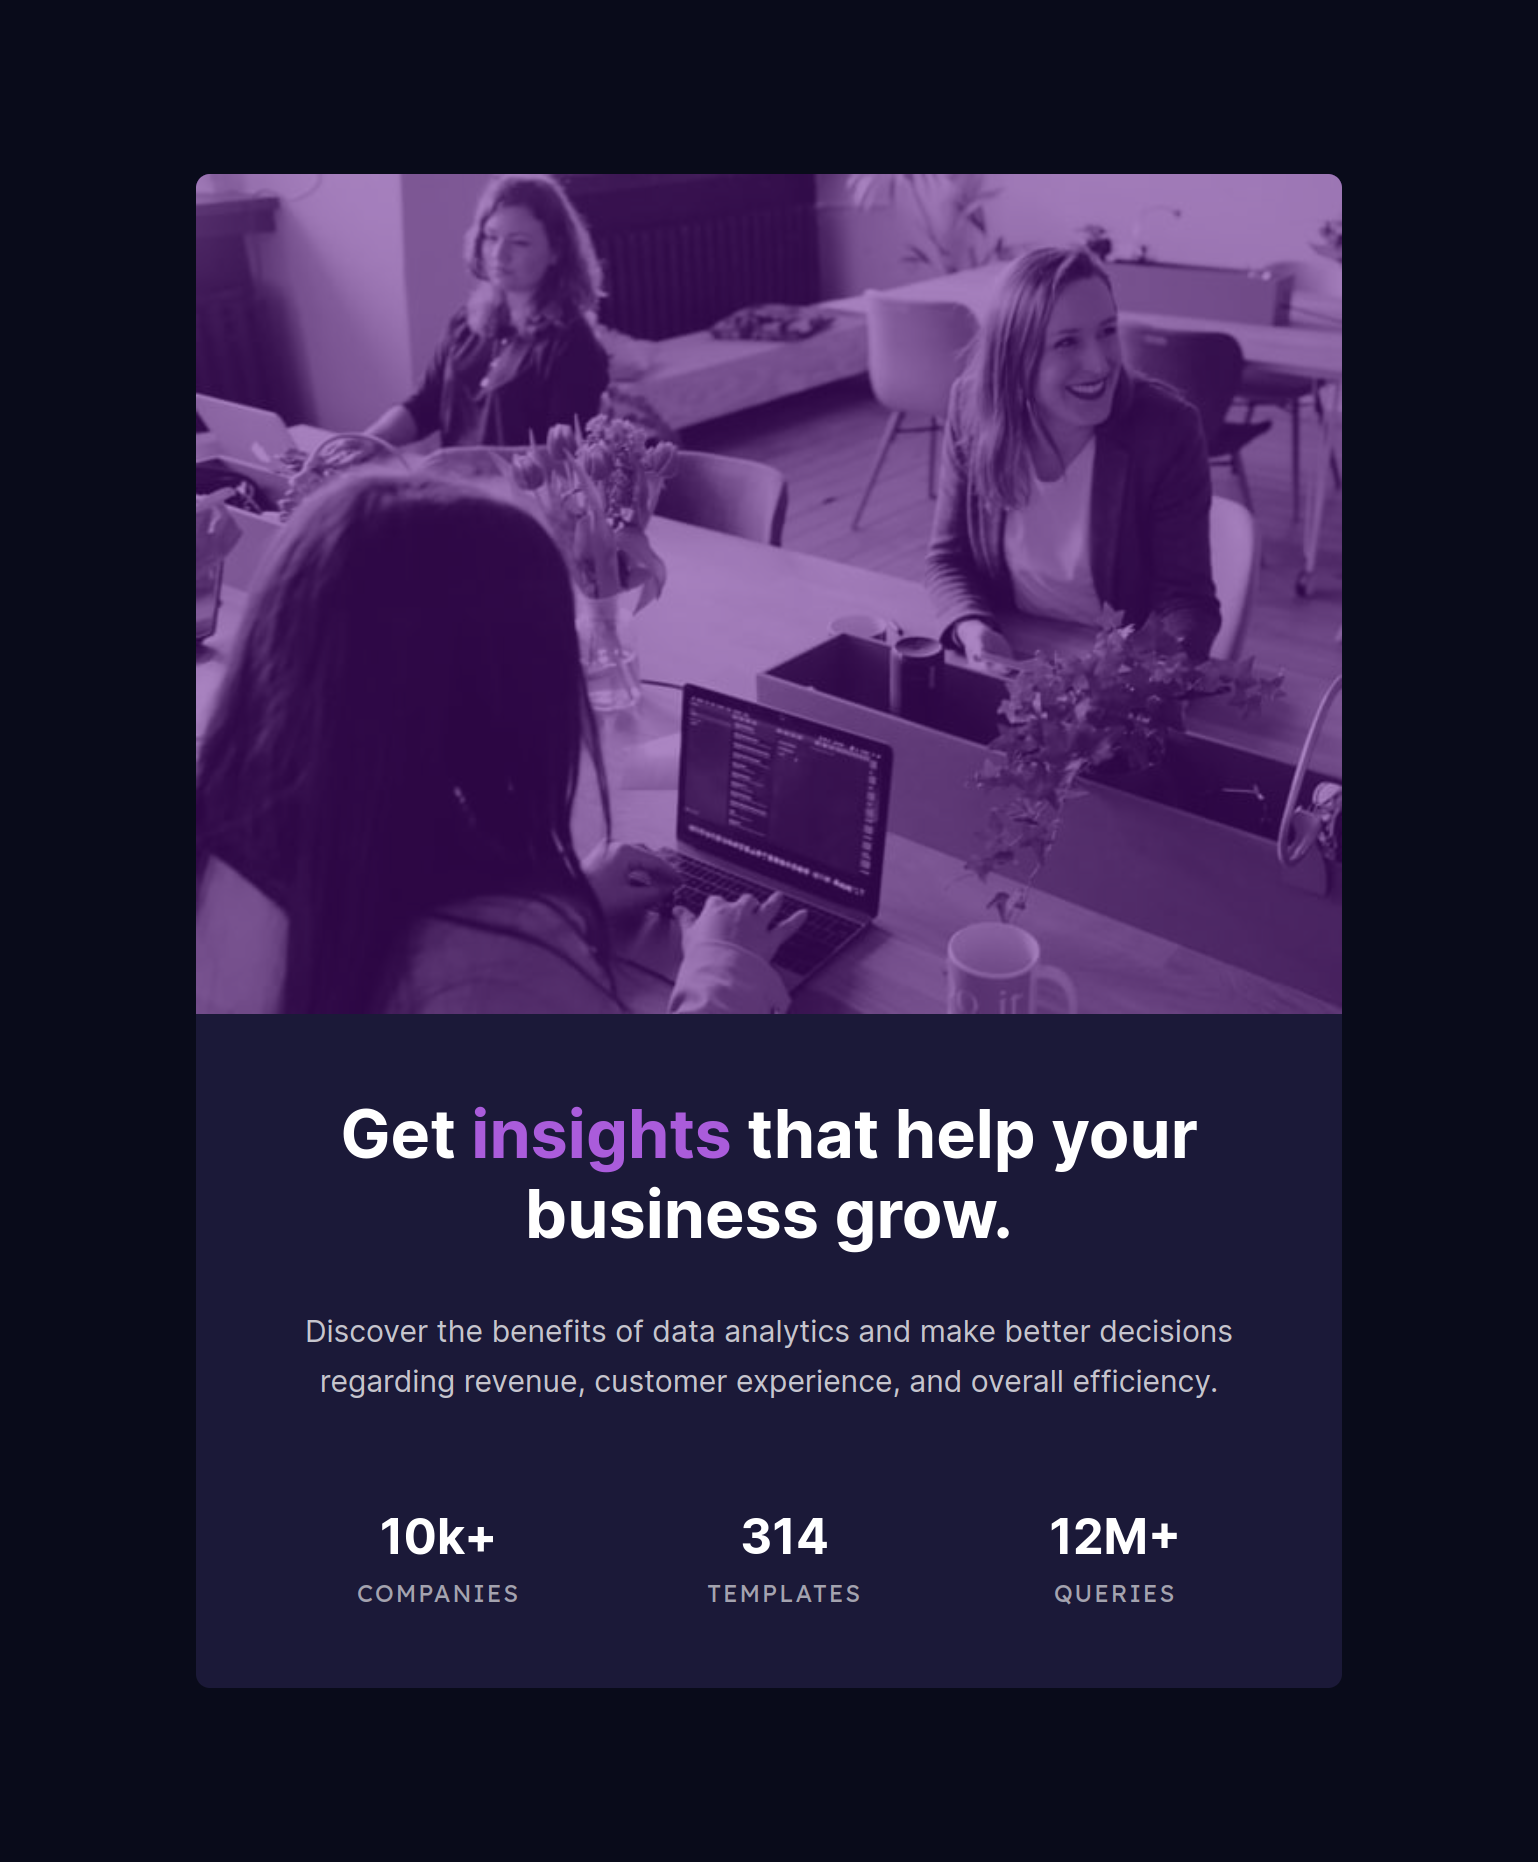 Get insights that help your
business grow.
Discover the benefits of data analytics and make better decisions
regarding revenue, customer experience, and overall efficiency.
10k+ 314 12M+
COMPANIES TEMPLATES QUERIES